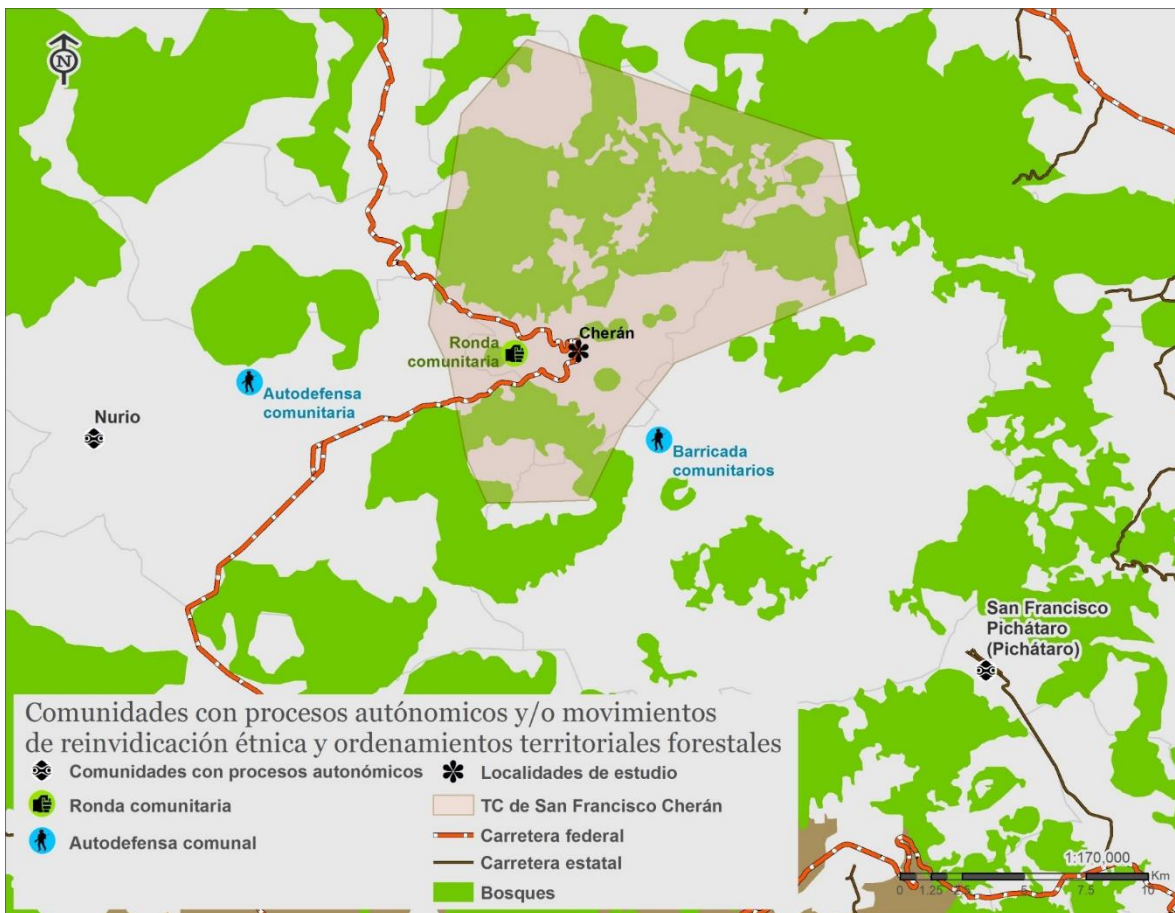 N
Cherán
Ronda
comunitaria
Autodefensa
comunitaria
Nurio
Barricada
comunitarios
San Francisco
Pichátaro
(Pichátaro)
Comunidades con procesos autónomicos y/o movimientos
de reinvidicación étnica y ordenamientos territoriales forestales
Comunidades con procesos autonómicos
Ronda comunitaria
Autodefensa comunal
Localidades de estudio
TC de San Francisco Cherán
Carretera federal
Carretera estatal
Bosques
1:170,000
Km
0 1.25 2.5 5 7.5 10